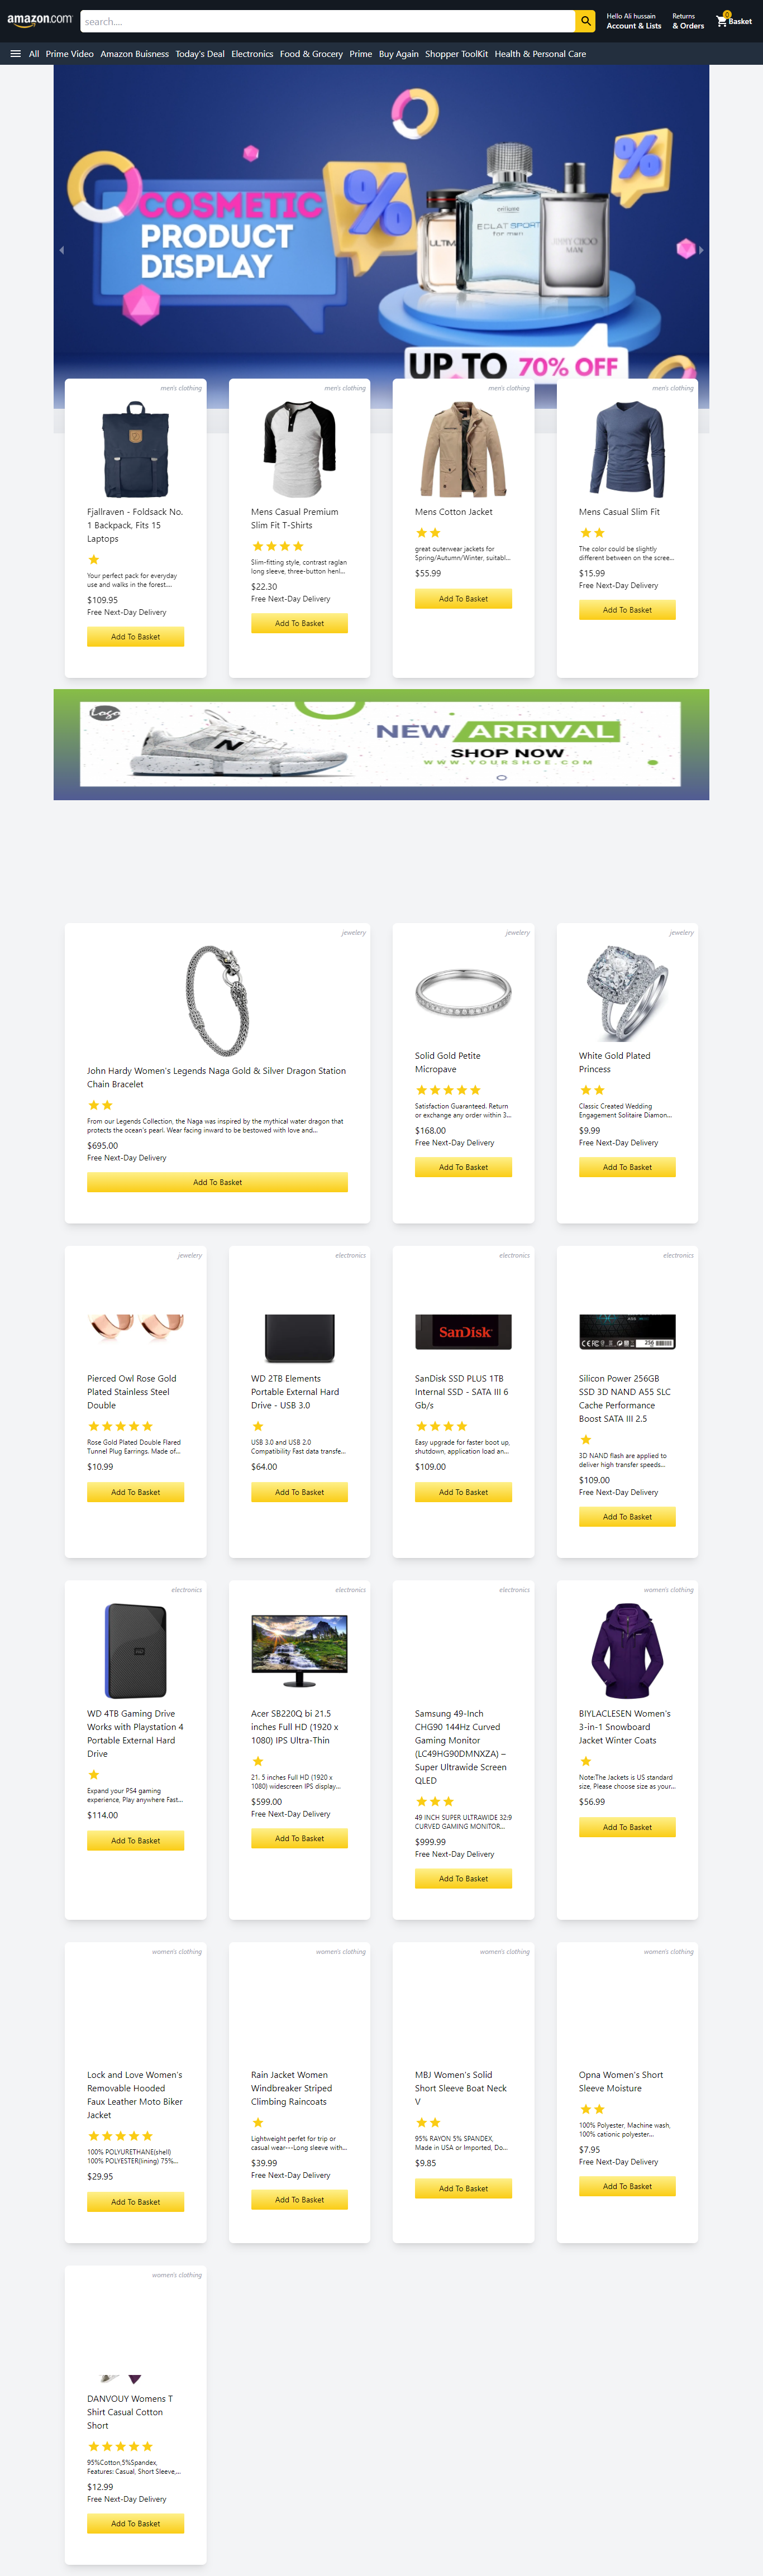 amazon.com
search....
Hello Ali hussain
Account & Lists
Returns
& Orders
0
Basket
All Prime Video Amazon Buisness Today's Deal Electronics Food & Grocery Prime Buy Again Shopper ToolKit Health & Personal Care
COSMETIC
PRODUCT
DISPLAY
%
%
ULTIM
ECLAT SPORT
for men
JIMMY CHOO
MAN
UP TO 70% OFF
men's clothing
Fjallraven - Foldsack No.
1 Backpack, Fits 15
Laptops
Your perfect pack for everyday
use and walks in the forest....
$109.95
Free Next-Day Delivery
Add To Basket
men's clothing
Mens Casual Premium
Slim Fit T-Shirts
Slim-fitting style, contrast raglan
long sleeve, three-button henl...
$22.30
Free Next-Day Delivery
Add To Basket
men's clothing
Mens Cotton Jacket
great outerwear jackets for
Spring/Autumn/Winter, suitabl...
$55.99
Add To Basket
men's clothing
Mens Casual Slim Fit
The color could be slightly
different between on the scree...
$15.99
Free Next-Day Delivery
Add To Basket
Logo
N
NEW ARRIVAL
SHOP NOW
WWW.YOURSHOE.COM
jewelery
John Hardy Women's Legends Naga Gold & Silver Dragon Station
Chain Bracelet
From our Legends Collection, the Naga was inspired by the mythical water dragon that
protects the ocean's pearl. Wear facing inward to be bestowed with love and...
$695.00
Free Next-Day Delivery
Add To Basket
jewelery
Solid Gold Petite
Micropave
Satisfaction Guaranteed. Return
or exchange any order within 3...
$168.00
Free Next-Day Delivery
Add To Basket
jewelery
White Gold Plated
Princess
Classic Created Wedding
Engagement Solitaire Diamon...
$9.99
Free Next-Day Delivery
Add To Basket
jewelery
Pierced Owl Rose Gold
Plated Stainless Steel
Double
Rose Gold Plated Double Flared
Tunnel Plug Earrings. Made of...
$10.99
Add To Basket
electronics
WD 2TB Elements
Portable External Hard
Drive - USB 3.0
USB 3.0 and USB 2.0
Compatibility Fast data transfe...
$64.00
Add To Basket
electronics
SanDisk
SanDisk SSD PLUS 1TB
Internal SSD - SATA III 6
Gb/s
Easy upgrade for faster boot up,
shutdown, application load an...
$109.00
Add To Basket
electronics
256
Silicon Power 256GB
SSD 3D NAND A55 SLC
Cache Performance
Boost SATA III 2.5
3D NAND flash are applied to
deliver high transfer speeds...
$109.00
Free Next-Day Delivery
Add To Basket
electronics
WD 4TB Gaming Drive
Works with Playstation 4
Portable External Hard
Drive
Expand your PS4 gaming
experience, Play anywhere Fast...
$114.00
Add To Basket
electronics
Acer SB220Q bi 21.5
inches Full HD (1920 x
1080) IPS Ultra-Thin
21. 5 inches Full HD (1920 x
1080) widescreen IPS display...
$599.00
Free Next-Day Delivery
Add To Basket
electronics
Samsung 49-Inch
CHG90 144Hz Curved
Gaming Monitor
(LC49HG90DMNXZA) –
Super Ultrawide Screen
QLED
49 INCH SUPER ULTRAWIDE 32:9
CURVED GAMING MONITOR...
$999.99
Free Next-Day Delivery
Add To Basket
women's clothing
BIYLACLESEN Women's
3-in-1 Snowboard
Jacket Winter Coats
Note:The Jackets is US standard
size, Please choose size as your...
$56.99
Add To Basket
women's clothing
Lock and Love Women's
Removable Hooded
Faux Leather Moto Biker
Jacket
100% POLYURETHANE(shell)
100% POLYESTER(lining) 75%...
$29.95
Add To Basket
women's clothing
Rain Jacket Women
Windbreaker Striped
Climbing Raincoats
Lightweight perfet for trip or
casual wear---Long sleeve with...
$39.99
Free Next-Day Delivery
Add To Basket
women's clothing
MBJ Women's Solid
Short Sleeve Boat Neck
V
95% RAYON 5% SPANDEX,
Made in USA or Imported, Do...
$9.85
Add To Basket
women's clothing
Opna Women's Short
Sleeve Moisture
100% Polyester, Machine wash,
100% cationic polyester...
$7.95
Free Next-Day Delivery
Add To Basket
women's clothing
DANVOUY Womens T
Shirt Casual Cotton
Short
95%Cotton,5%Spandex,
Features: Casual, Short Sleeve,...
$12.99
Free Next-Day Delivery
Add To Basket